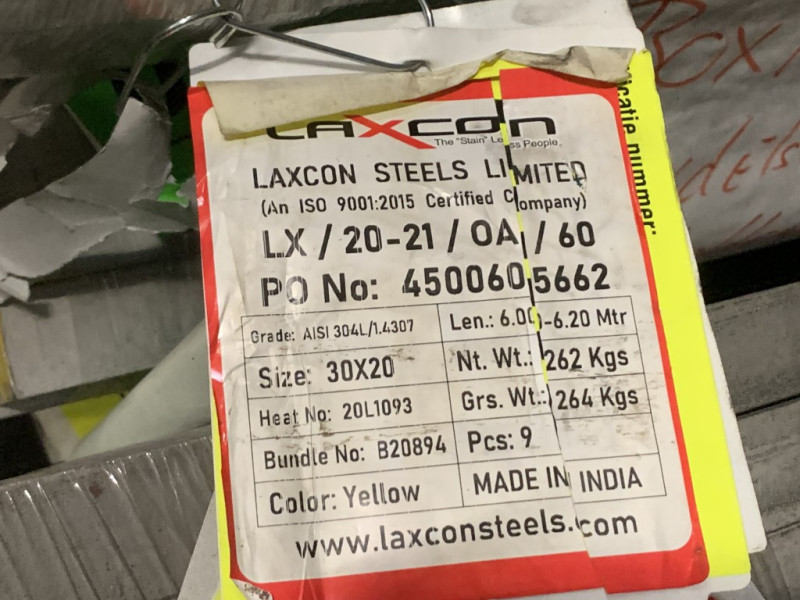 LAXCON
The "Stain" Less People.
LAXCON STEELS LIMITED
(An ISO 9001:2015 Certified Company)
LX / 20-21 / OA / 60
PO No: 4500605662
Grade: AISI 304L/1.4307
Len.: 6.00-6.20 Mtr
Size: 30X20
Nt. Wt.: 262 Kgs
Heat No: 20L1093
Grs. Wt.: 264 Kgs
Bundle No: B20894
Pcs: 9
Color: Yellow
MADE IN INDIA
www.laxconsteels.com
icatie nummer: